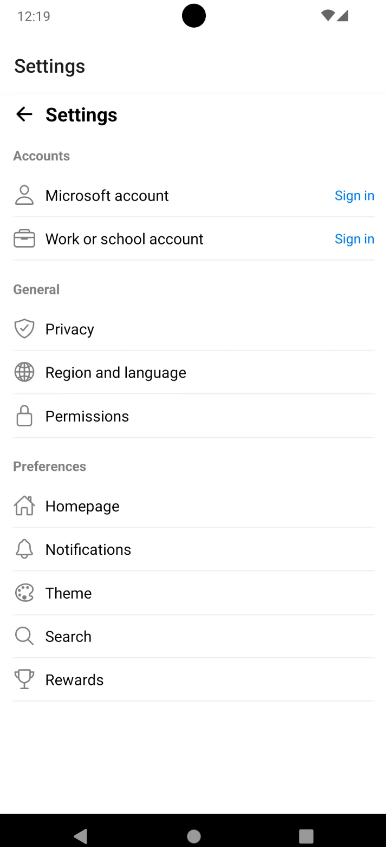 12:19
Settings
Settings
Accounts
Microsoft account Sign in
Work or school account Sign in
General
Privacy
Region and language
Permissions
Preferences
Homepage
Notifications
Theme
Search
Rewards